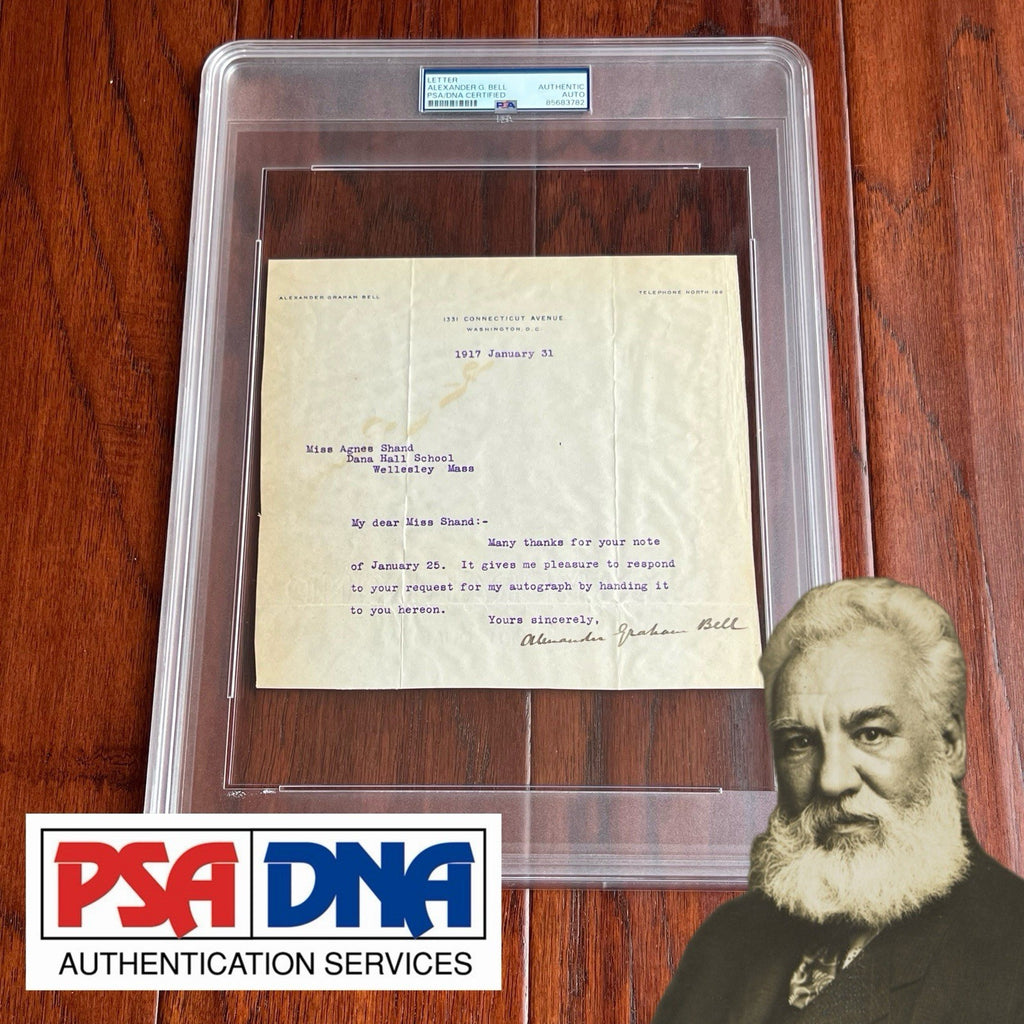 LETTER
ALEXANDER G. BELL
PSA/DNA CERTIFIED
AUTHENTIC
AUTO
85683782
PSA
ALEXANDER GRAHAM BELL
TELEPHONE NORTH 164
1331 CONNECTICUT AVENUE
WASHINGTON, D.C.
1917 January 31
Miss Agnes Shand
Dana Hall School
Wellesley Mass
My dear Miss Shand:-
Many thanks for your note
of January 25. It gives me pleasure to respond
to your request for my autograph by handing it
to you hereon.
Yours sincerely,
Alexander Graham Bell
PSA DNA
AUTHENTICATION SERVICES